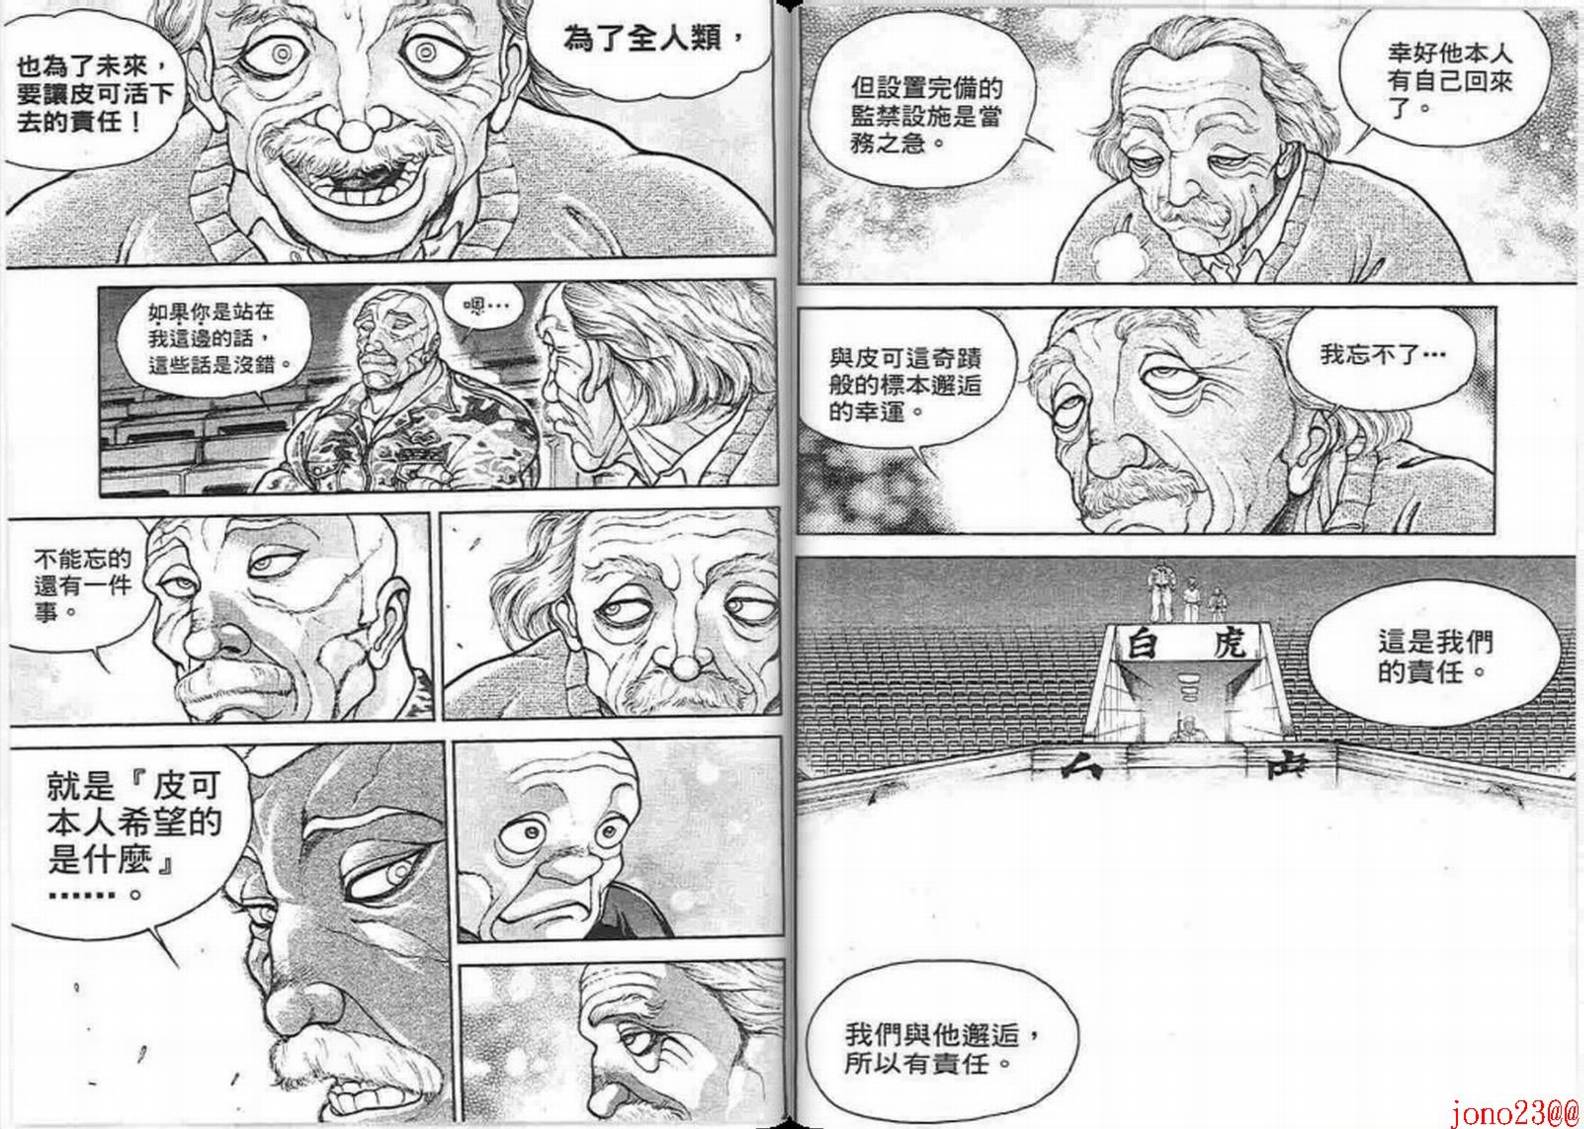 幸好他本人
有自己回來
了。
但設置完備的
監禁設施是當
務之急。
我忘不了…
與皮可這奇蹟
般的標本邂逅
的幸運。
白 虎
這是我們
的責任。
我們與他邂逅，
所以有責任。
為了全人類，
也為了未來，
要讓皮可活下
去的責任！
嗯…
如果你是站在
我這邊的話，
這些話是沒錯。
不能忘的
還有一件
事。
就是『皮可
本人希望的
是什麼』
……。
jono23@@